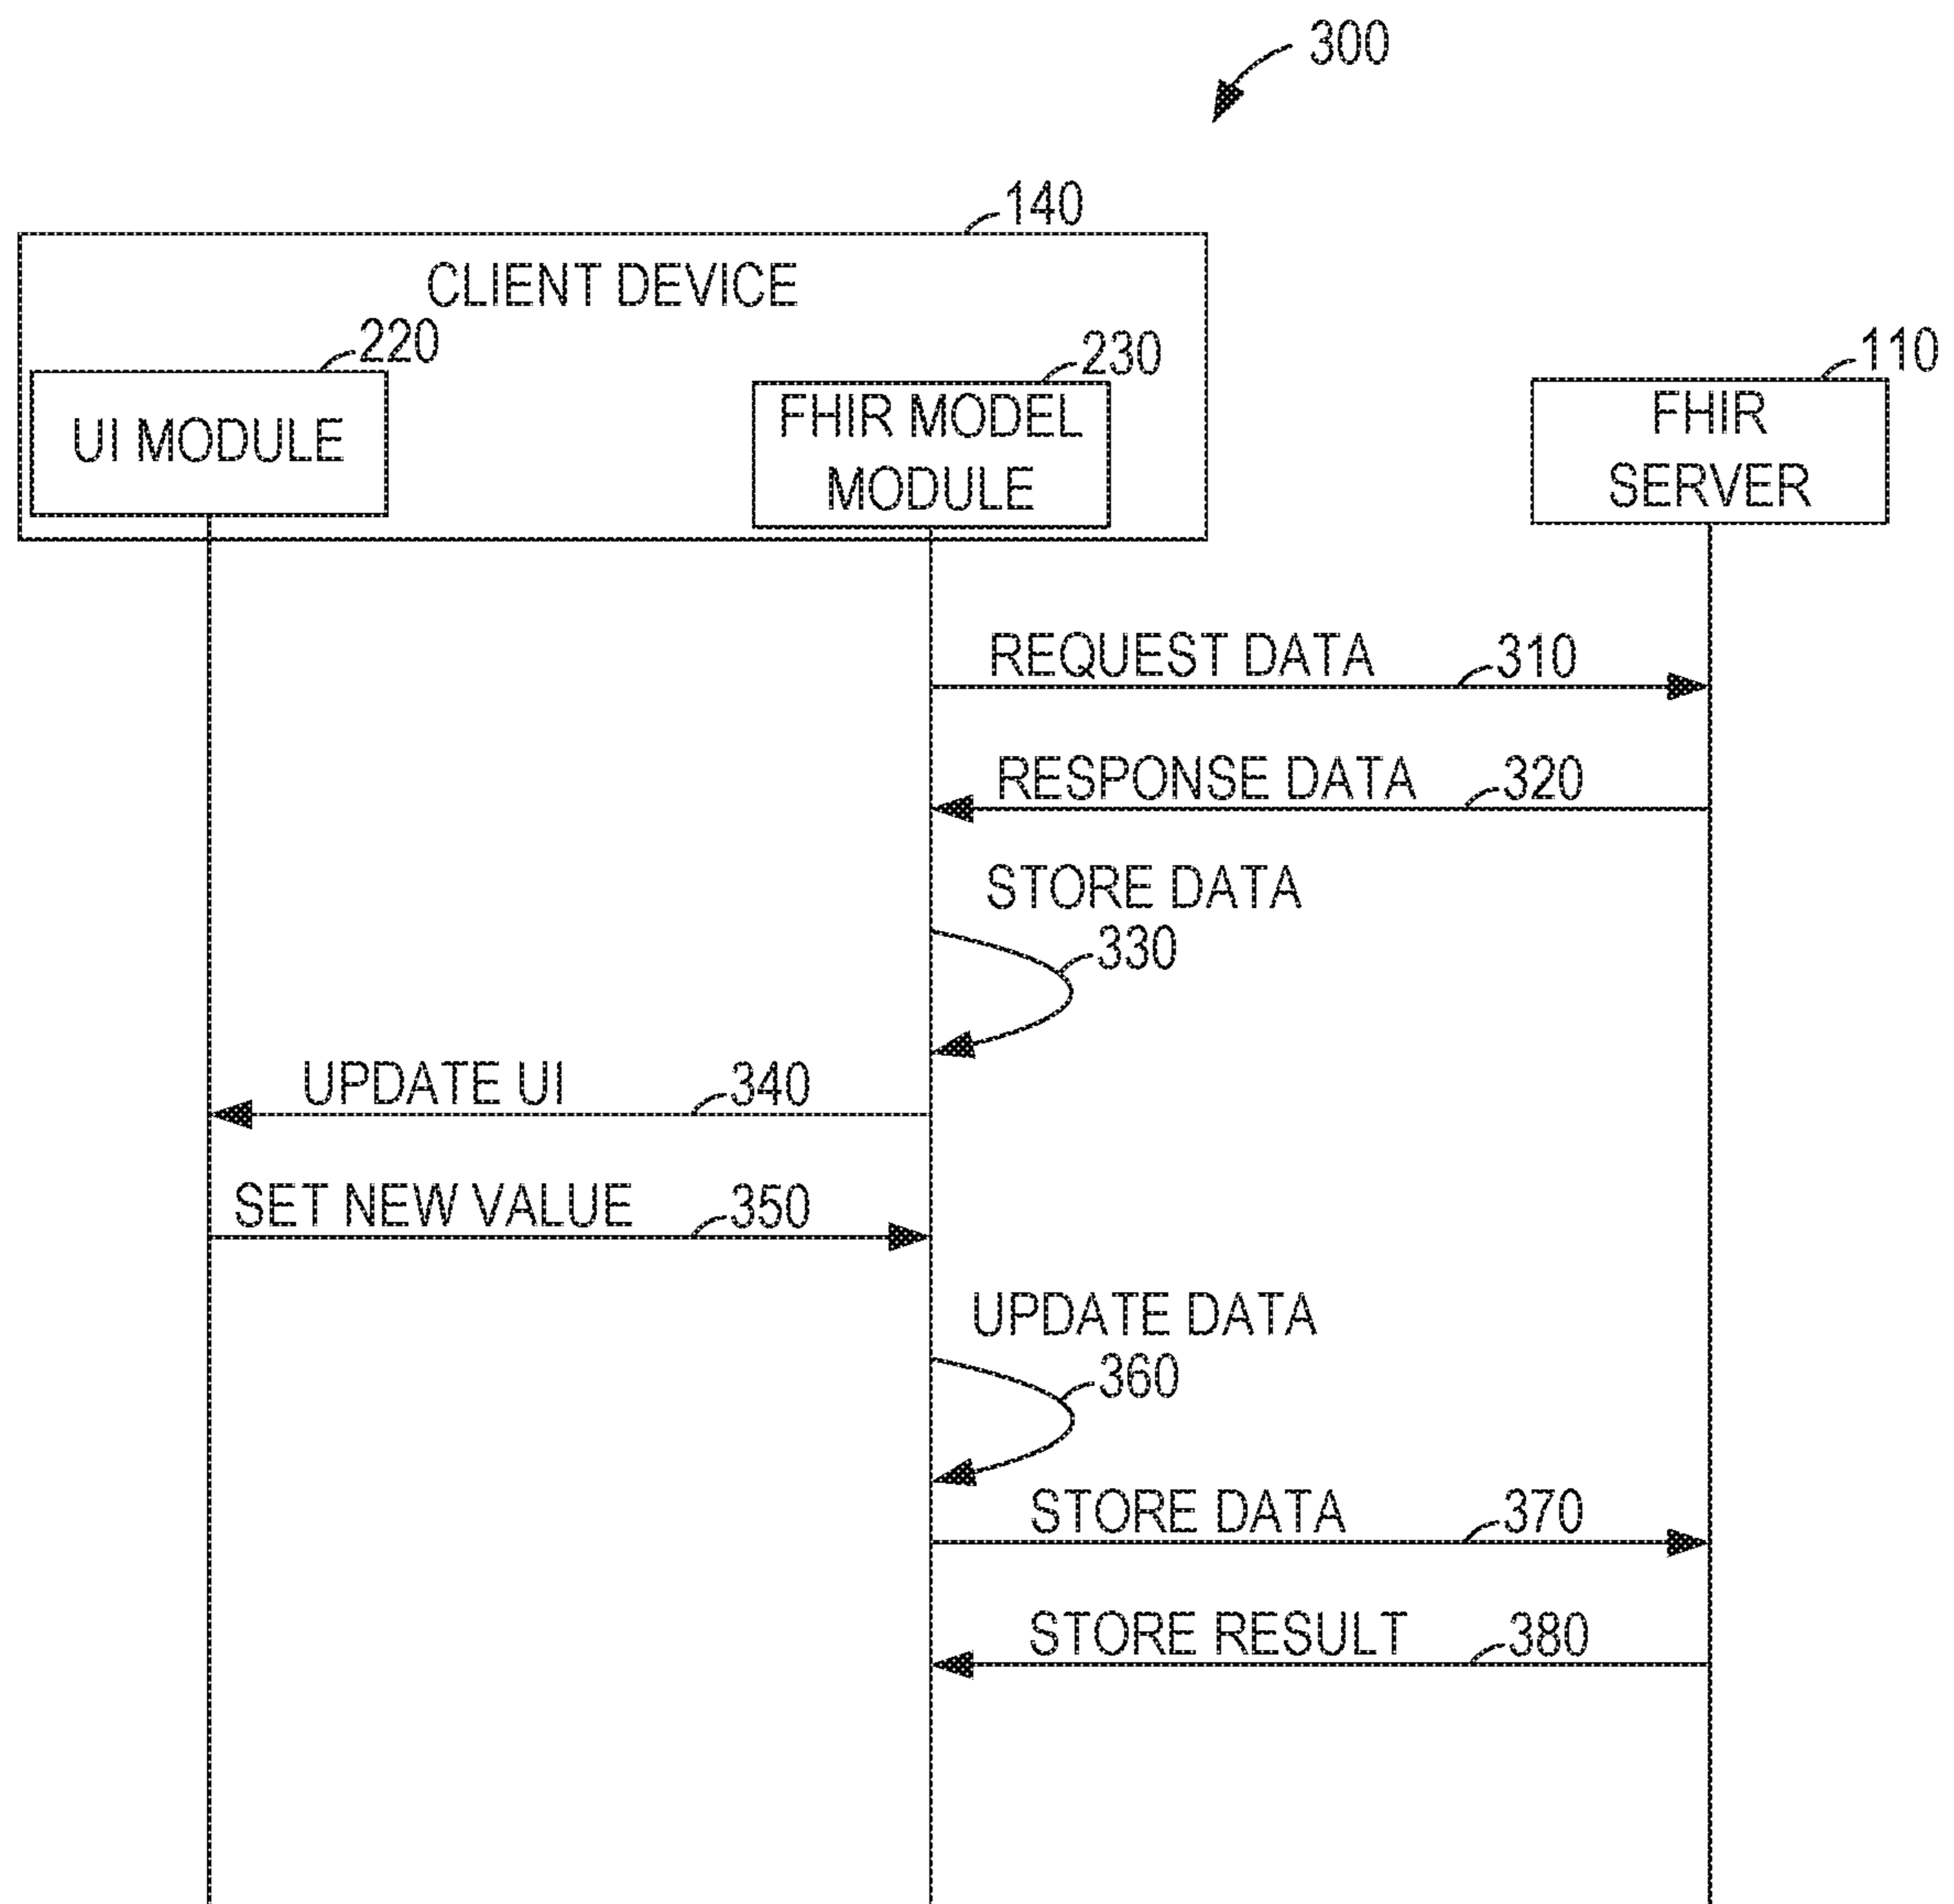 300
140
CLIENT DEVICE
220
230
110
UI MODULE
FHIR MODEL
MODULE
FHIR
SERVER
REQUEST DATA 310
RESPONSE DATA 320
STORE DATA
330
UPDATE UI 340
SET NEW VALUE 350
UPDATE DATA
360
STORE DATA 370
STORE RESULT 380